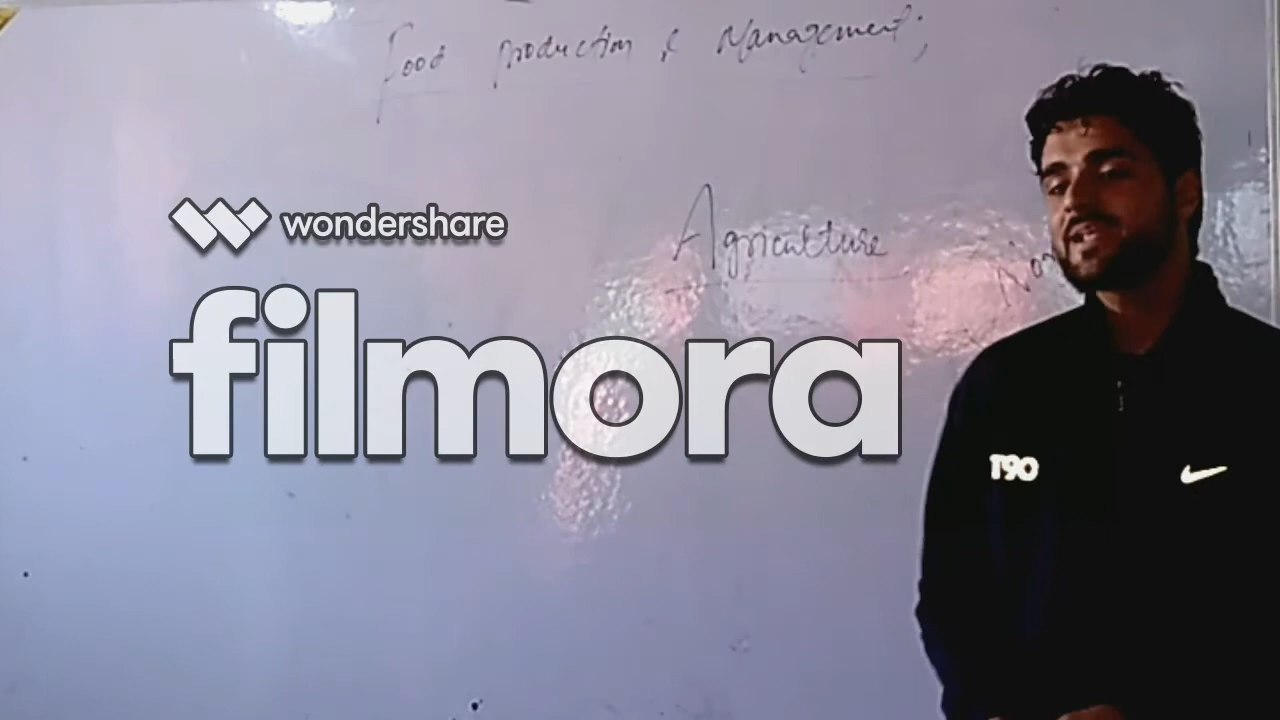 Food production & Management;
wondershare
Agriculture
filmora
T90